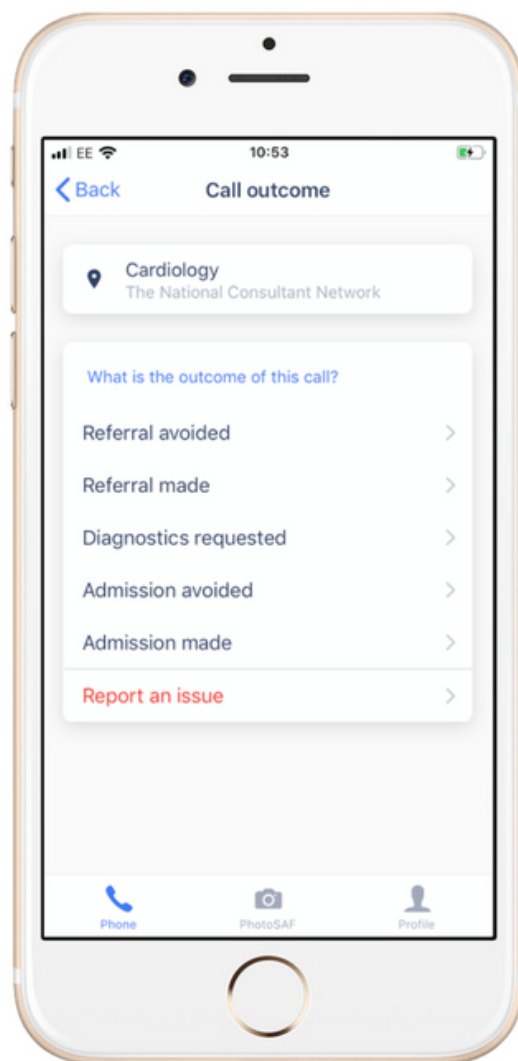 EE 10:53
Back Call outcome
Cardiology
The National Consultant Network
What is the outcome of this call?
Referral avoided
Referral made
Diagnostics requested
Admission avoided
Admission made
Report an issue
Phone PhotoSAF Profile